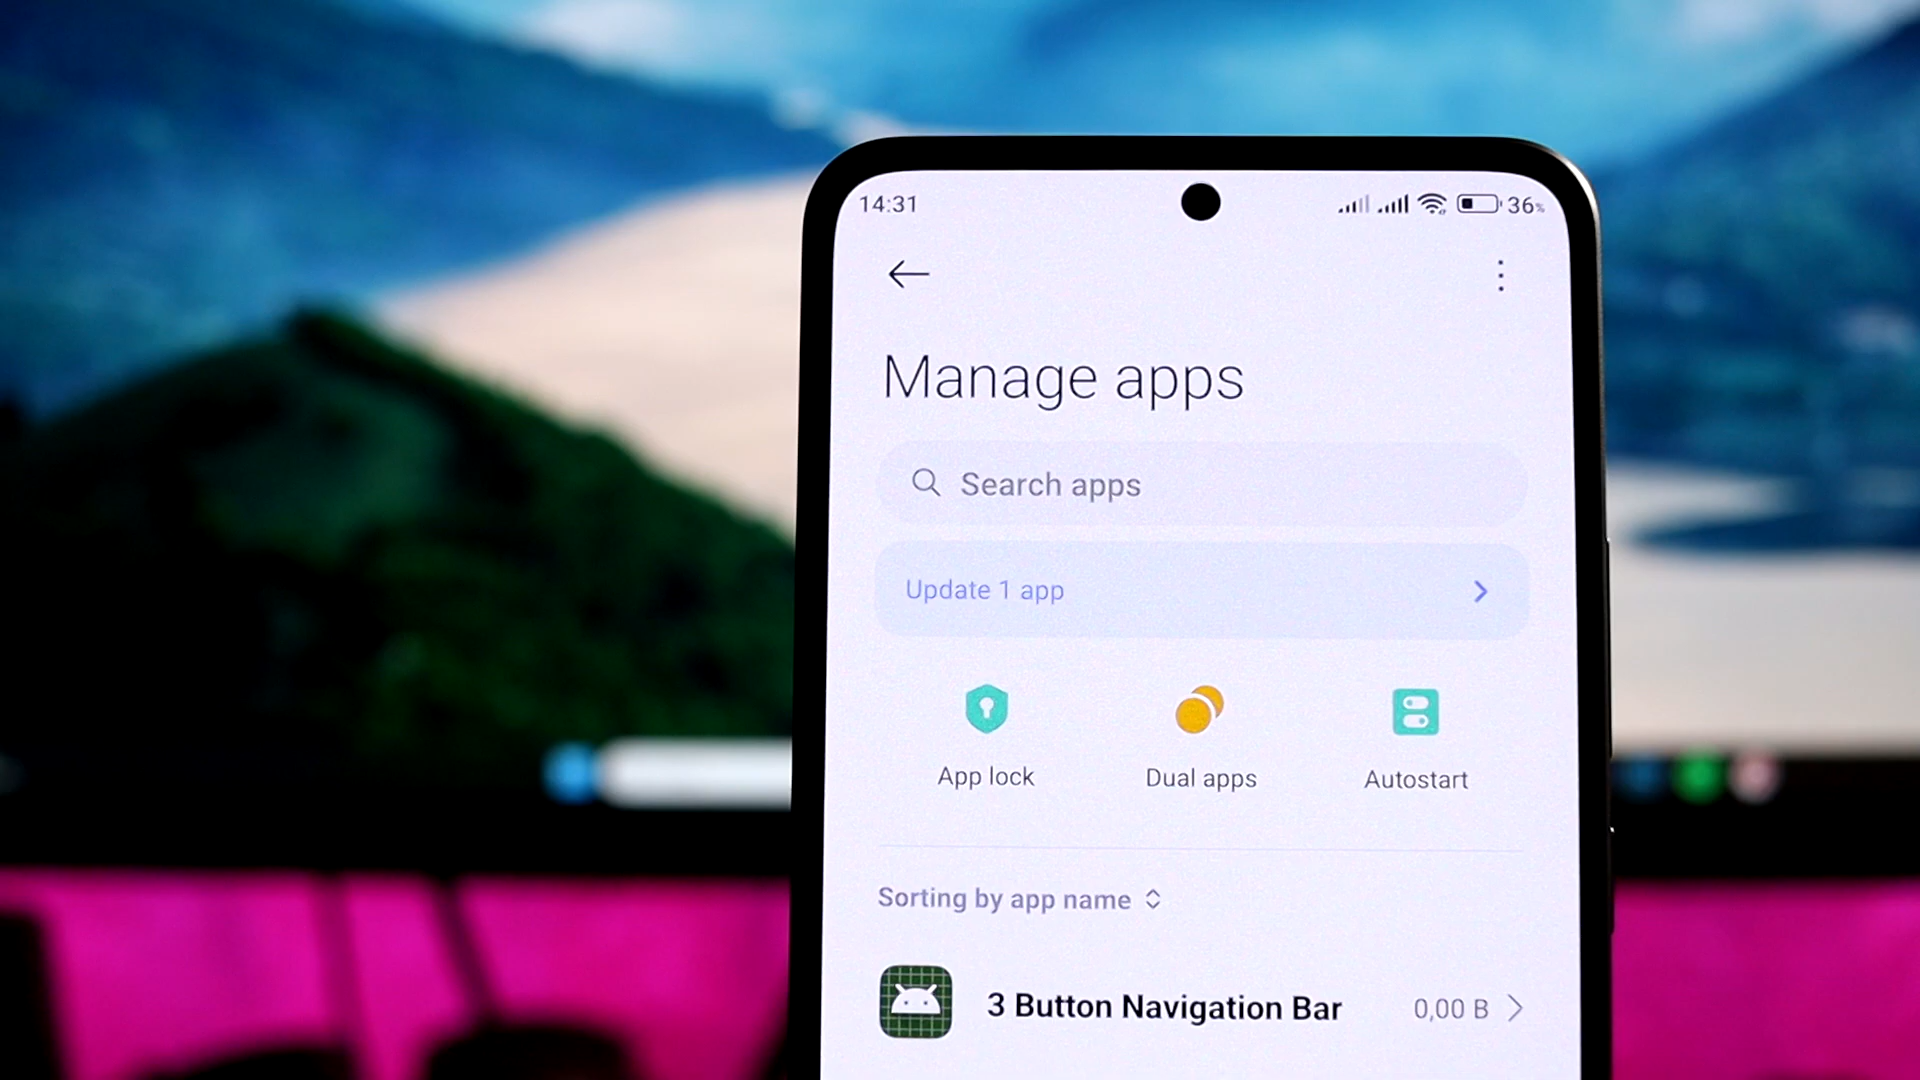 14:31 36%
Manage apps
Search apps
Update 1 app
App lock Dual apps Autostart
Sorting by app name
3 Button Navigation Bar 0,00 B